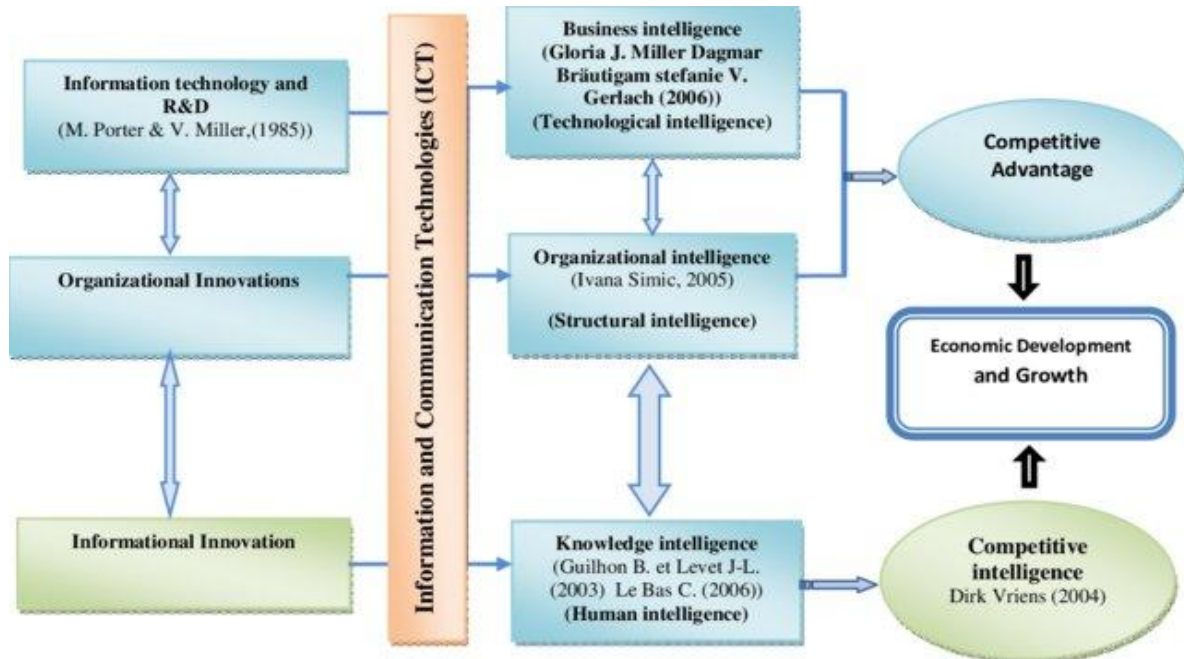 Information technology and
R&D
(M. Porter & V. Miller,(1985))
Organizational Innovations
Informational Innovation
Information and Communication Technologies (ICT)
Business intelligence
(Gloria J. Miller Dagmar
Bräutigam stefanie V.
Gerlach (2006))
(Technological intelligence)
Organizational intelligence
(Ivana Simic, 2005)
(Structural intelligence)
Knowledge intelligence
(Guilhon B. et Levet J-L.
(2003) Le Bas C. (2006))
(Human intelligence)
Competitive
Advantage
Economic Development
and Growth
Competitive
intelligence
Dirk Vriens (2004)